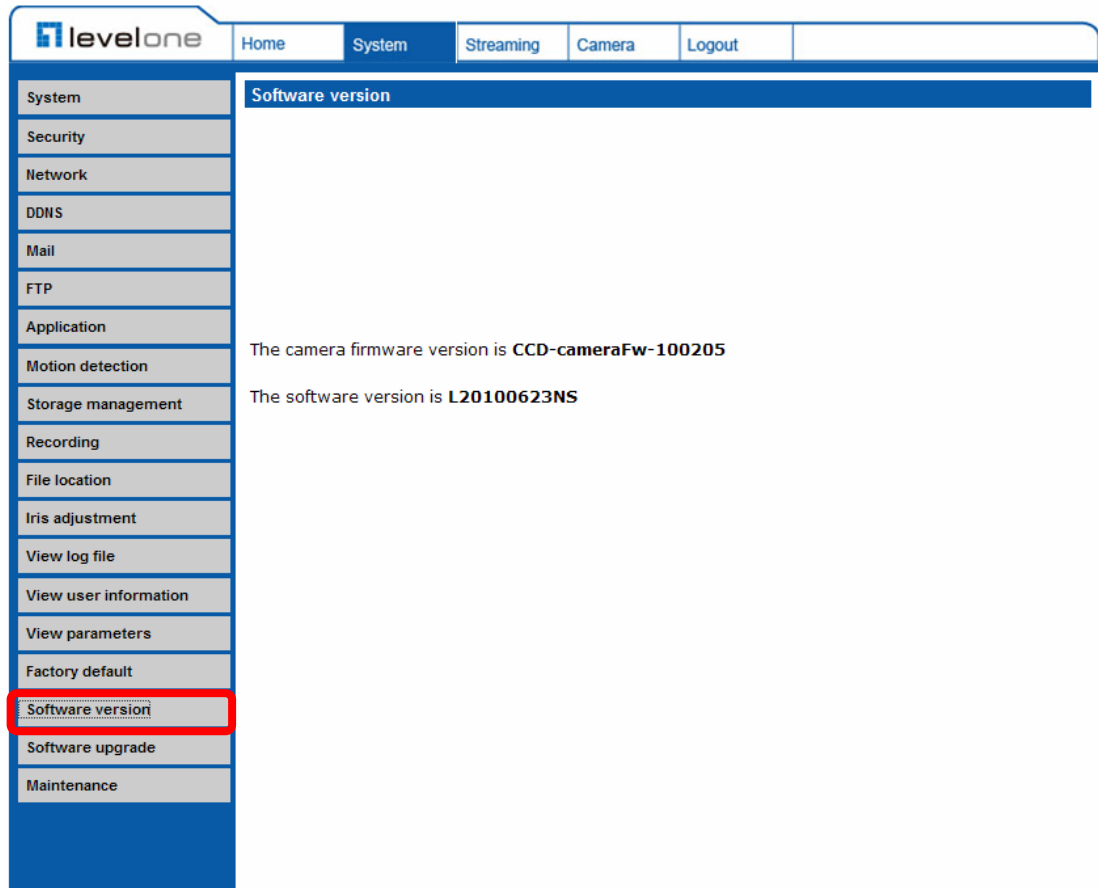 levelone
Home System Streaming Camera Logout
System
Security
Network
DDNS
Mail
FTP
Application
Motion detection
Storage management
Recording
File location
Iris adjustment
View log file
View user information
View parameters
Factory default
Software version
Software upgrade
Maintenance
Software version
The camera firmware version is CCD-cameraFw-100205
The software version is L20100623NS